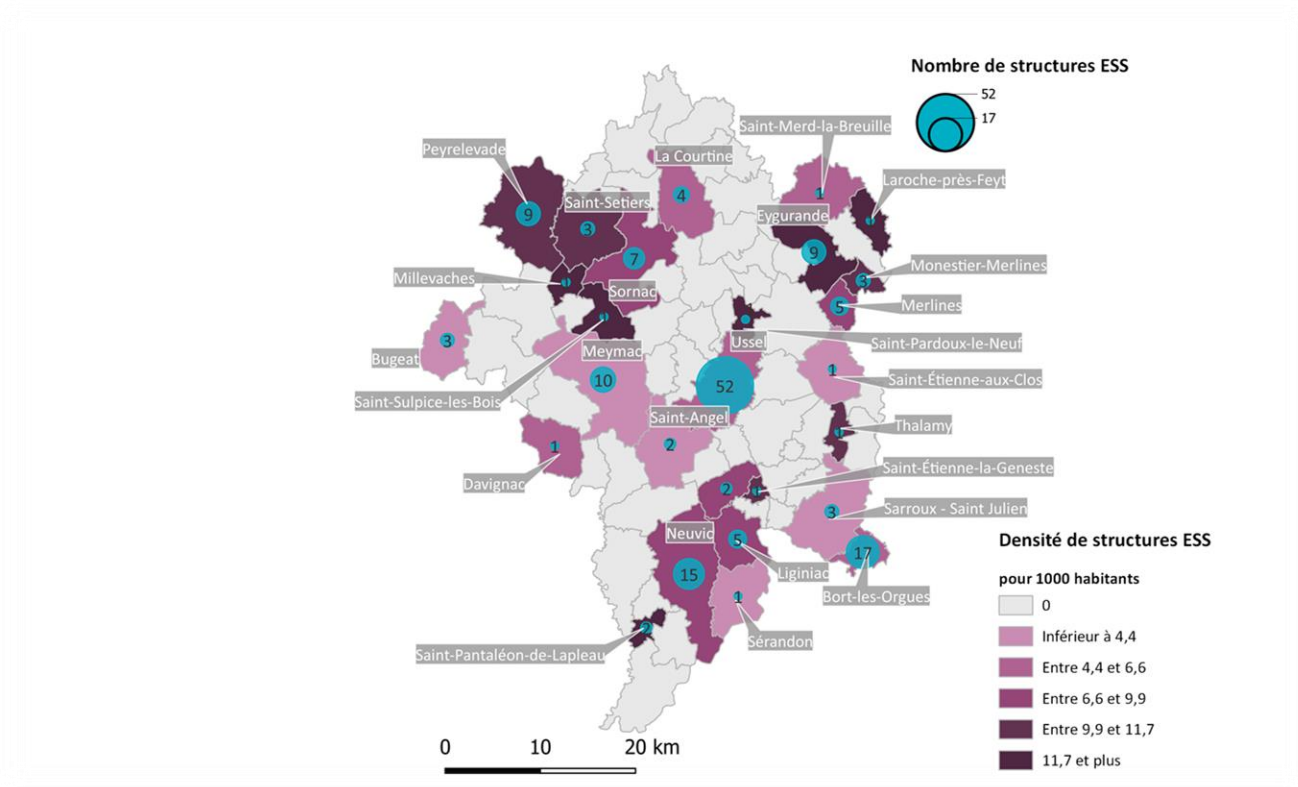 Nombre de structures ESS
52
17
Saint-Merd-la-Breuille
Peyrelevade
La Courtine
Laroche-près-Feyt
1
4
Saint-Setiers
Eygurande
9
3
1
7
9
Monestier-Merlines
Millevaches
1
3
Sornac
Merlines
5
1
Ussel
Saint-Pardoux-le-Neuf
3
Meymac
Bugeat
1
Saint-Étienne-aux-Clos
10
52
Saint-Sulpice-les-Bois
Saint-Angel
Thalamy
1
2
1
Davignac
Saint-Étienne-la-Geneste
2
1
Sarroux - Saint Julien
3
Neuvic
5
17
Densité de structures ESS
Liginiac
15
pour 1000 habitants
Bort-les-Orgues
1
0
2
Sérandon
Inférieur à 4,4
Saint-Pantaléon-de-Lapleau
Entre 4,4 et 6,6
Entre 6,6 et 9,9
Entre 9,9 et 11,7
11,7 et plus
0 10 20 km